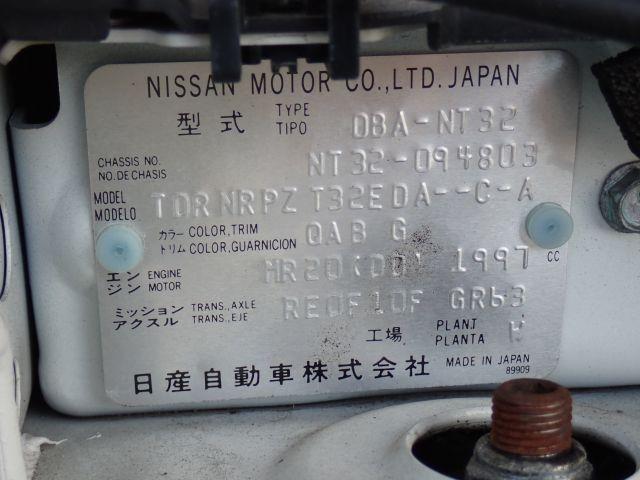 NISSAN MOTOR CO.,LTD. JAPAN
型式 TYPE TIPO DBA-NT32
CHASSIS NO. NO. DE CHASIS NT32-094803
MODEL MODELO TDRNRPZ T32EDA--C-A
カラー COLOR, TRIM トリム COLOR, GUARNICION QAB G
エンジン ENGINE MOTOR MR20(DD) 1997 CC
ミッション アクスル TRANS., AXLE TRANS., EJE RE0F10F GR63
工場 PLANT PLANTA
日産自動車株式会社 MADE IN JAPAN
89909